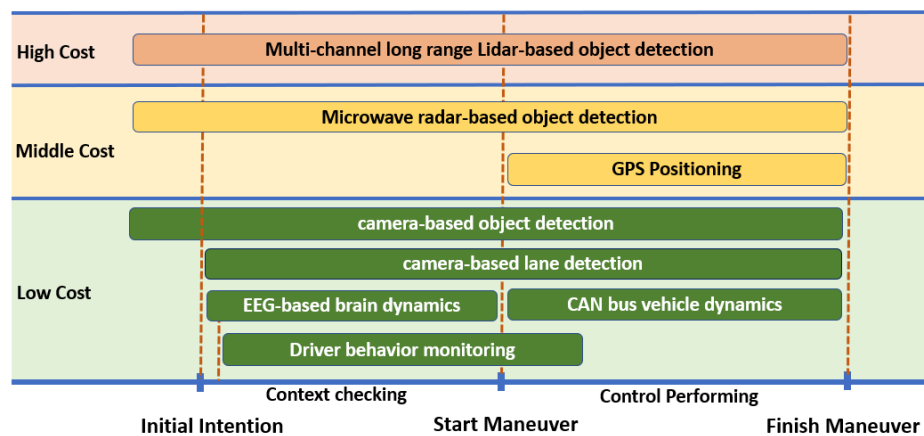 High Cost
Multi-channel long range Lidar-based object detection
Microwave radar-based object detection
Middle Cost
GPS Positioning
camera-based object detection
camera-based lane detection
Low Cost
EEG-based brain dynamics
CAN bus vehicle dynamics
Driver behavior monitoring
Context checking
Control Performing
Initial Intention
Start Maneuver
Finish Maneuver